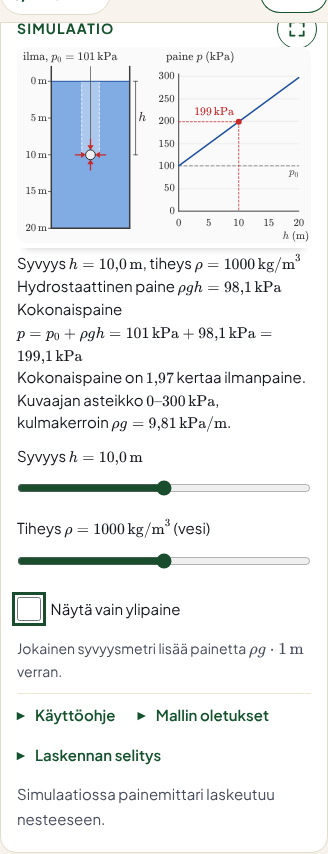 SIMULAATIO
ilma, p₀ = 101 kPa
0 m
5 m
10 m
15 m
20 m
h
paine p (kPa)
300
250
200
150
100
50
0
199 kPa
p₀
0 5 10 15 20
h (m)
Syvyys h = 10,0 m, tiheys ρ = 1000 kg/m³
Hydrostaattinen paine ρgh = 98,1 kPa
Kokonaispaine
p = p₀ + ρgh = 101 kPa + 98,1 kPa =
199,1 kPa
Kokonaispaine on 1,97 kertaa ilmanpaine.
Kuvaajan asteikko 0–300 kPa,
kulmakerroin ρg = 9,81 kPa/m.
Syvyys h = 10,0 m
Tiheys ρ = 1000 kg/m³ (vesi)
Näytä vain ylipaine
Jokainen syvyysmetri lisää painetta ρg · 1 m
verran.
▸ Käyttöohje ▸ Mallin oletukset
▸ Laskennan selitys
Simulaatiossa painemittari laskeutuu
nesteeseen.